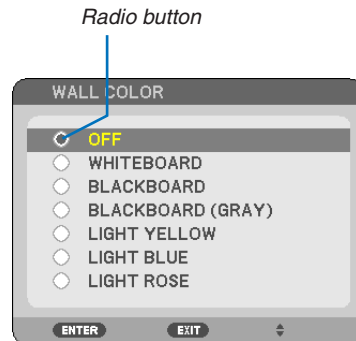 Radio button
WALL COLOR
OFF
WHITEBOARD
BLACKBOARD
BLACKBOARD (GRAY)
LIGHT YELLOW
LIGHT BLUE
LIGHT ROSE
ENTER EXIT